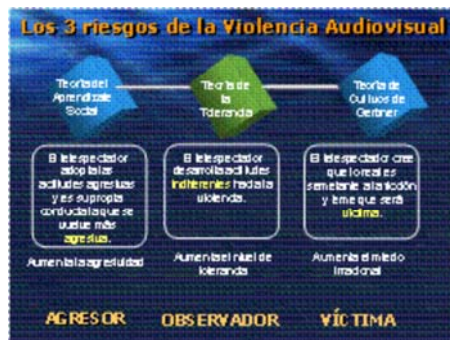 Los 3 riesgos de la Violencia Audiovisual
Teoría del
Aprendizaje
Social
Teoría de
la
Tolerancia
Teoría de
Cultivos de
Gerbner
El telespectador
adopta las
actitudes agresivas
y es su propia
conducta la que se
vuelve más
agresiva.
El telespectador
desarrolla actitudes
indiferentes hacia la
violencia.
El telespectador cree
que lo real es
semejante a la ficción
y teme que será
víctima.
Aumenta la agresividad
Aumenta el nivel de
tolerancia
Aumenta el miedo
irracional
AGRESOR
OBSERVADOR
VÍCTIMA